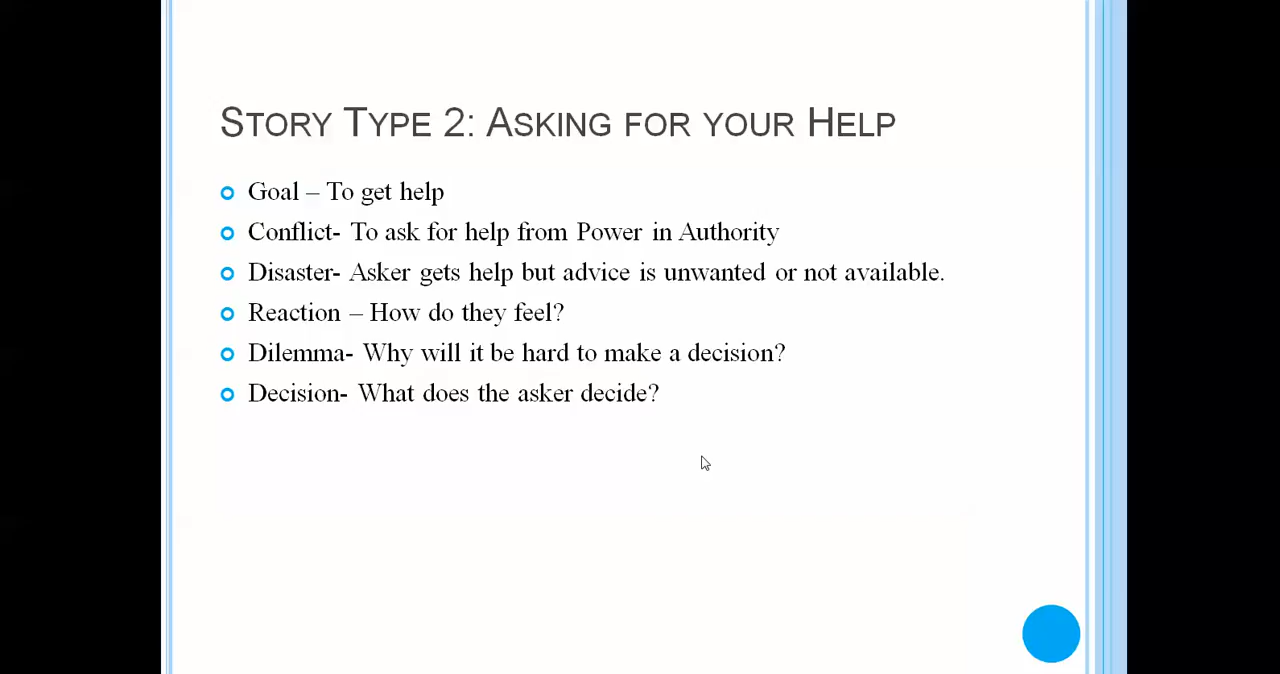 Story Type 2: Asking for your Help
Goal – To get help
Conflict- To ask for help from Power in Authority
Disaster- Asker gets help but advice is unwanted or not available.
Reaction – How do they feel?
Dilemma- Why will it be hard to make a decision?
Decision- What does the asker decide?